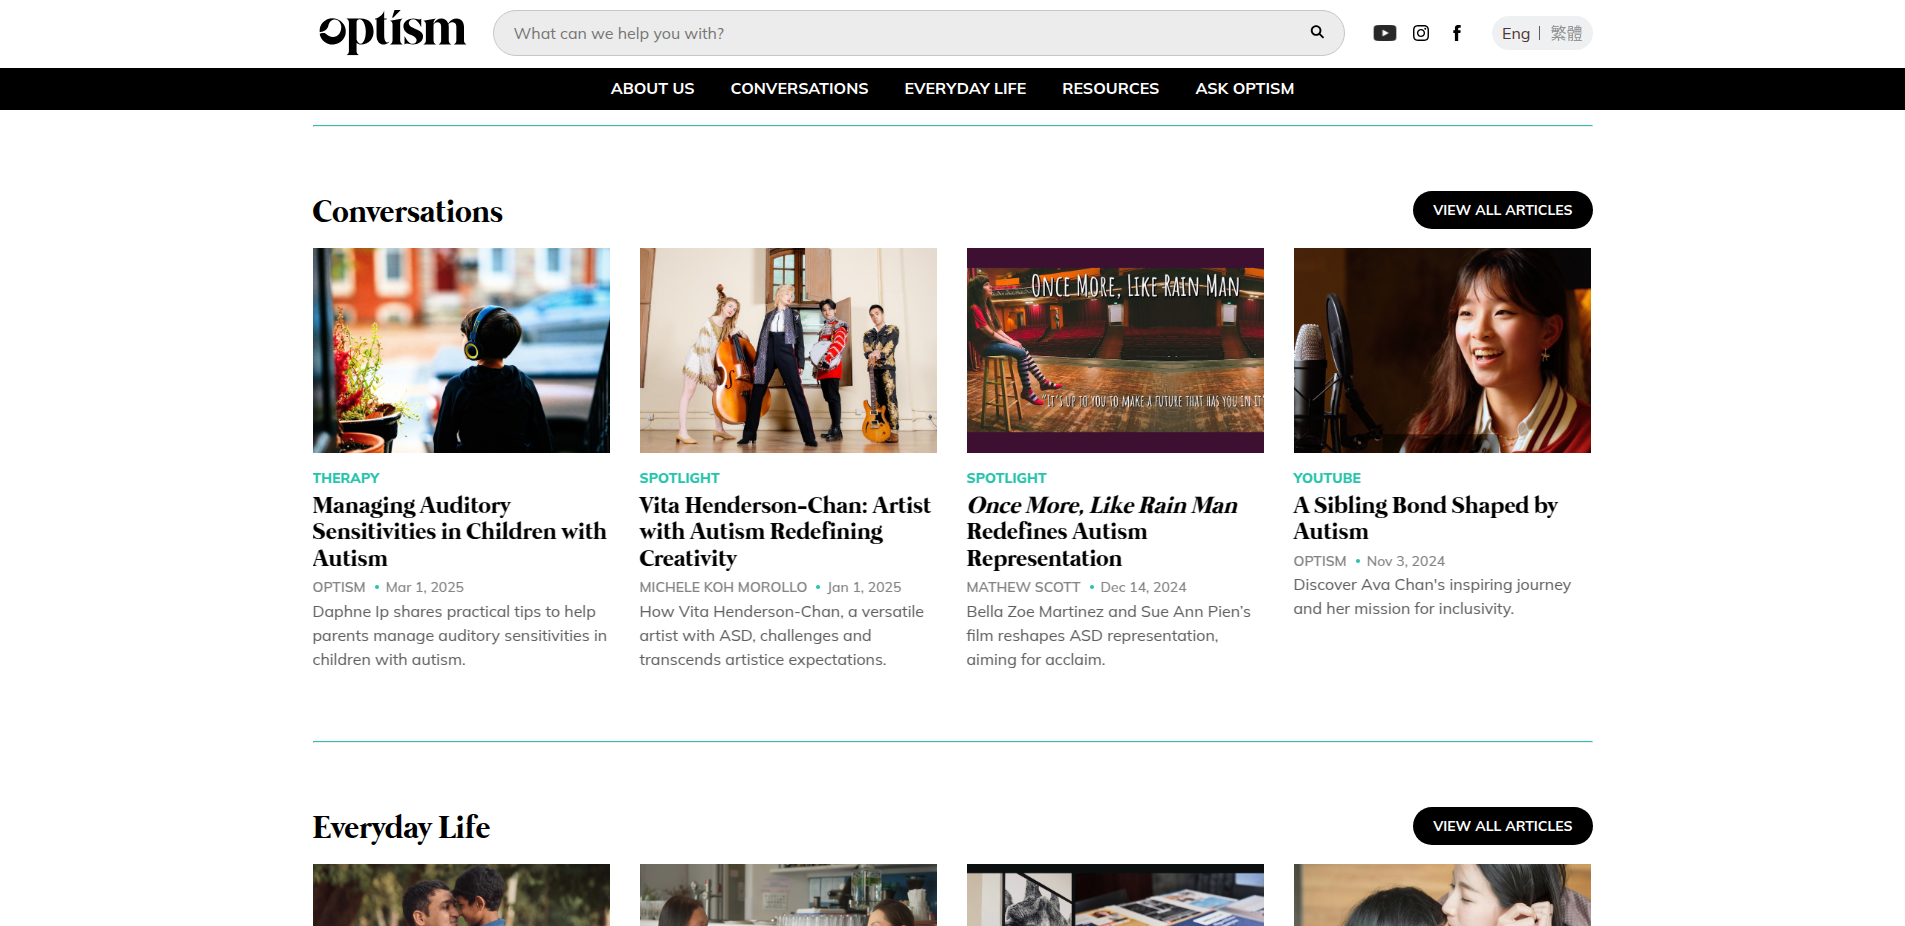 optísm
What can we help you with?
Eng | 繁體
ABOUT US
CONVERSATIONS
EVERYDAY LIFE
RESOURCES
ASK OPTISM
Conversations
VIEW ALL ARTICLES
ONCE MORE, LIKE RAIN MAN
"IT'S UP TO YOU TO MAKE A FUTURE THAT HAS YOU IN IT"
THERAPY
Managing Auditory
Sensitivities in Children with
Autism
OPTISM • Mar 1, 2025
Daphne Ip shares practical tips to help
parents manage auditory sensitivities in
children with autism.
SPOTLIGHT
Vita Henderson-Chan: Artist
with Autism Redefining
Creativity
MICHELE KOH MOROLLO • Jan 1, 2025
How Vita Henderson-Chan, a versatile
artist with ASD, challenges and
transcends artistice expectations.
SPOTLIGHT
Once More, Like Rain Man
Redefines Autism
Representation
MATHEW SCOTT • Dec 14, 2024
Bella Zoe Martinez and Sue Ann Pien's
film reshapes ASD representation,
aiming for acclaim.
YOUTUBE
A Sibling Bond Shaped by
Autism
OPTISM • Nov 3, 2024
Discover Ava Chan's inspiring journey
and her mission for inclusivity.
Everyday Life
VIEW ALL ARTICLES